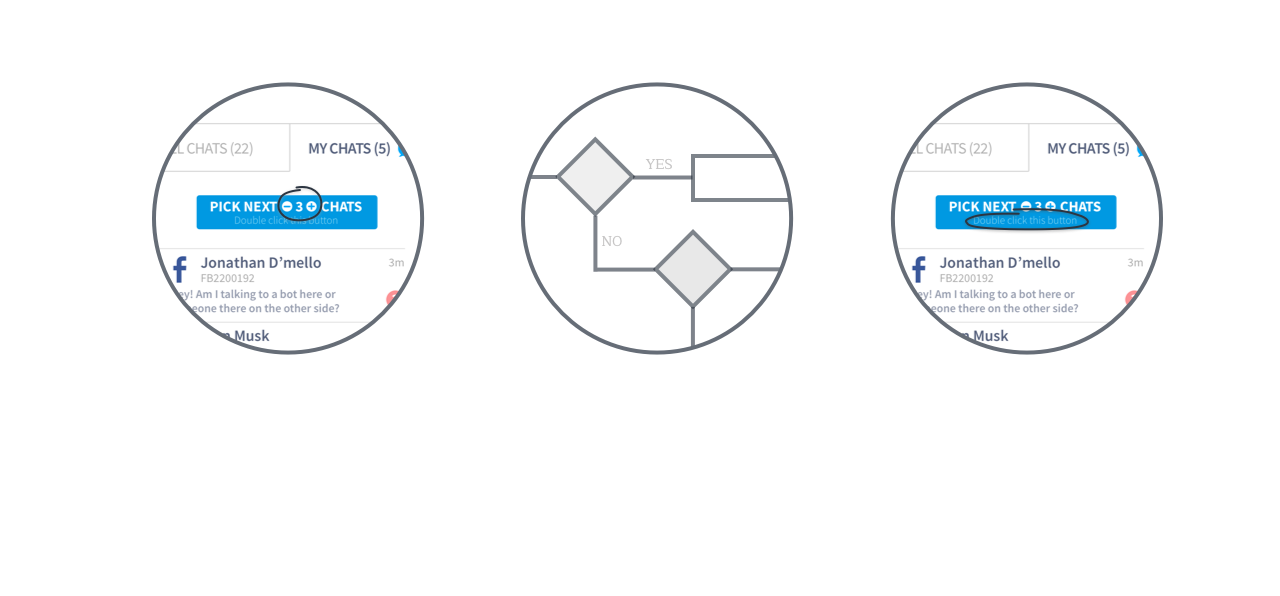 L CHATS (22)
MY CHATS (5)
PICK NEXT 3 CHATS
Double click this button
Jonathan D’mello
3m
FB2200192
ey! Am I talking to a bot here or
eone there on the other side?
Musk
YES
NO
L CHATS (22)
MY CHATS (5)
PICK NEXT 3 CHATS
Double click this button
Jonathan D’mello
3m
FB2200192
ey! Am I talking to a bot here or
eone there on the other side?
Musk